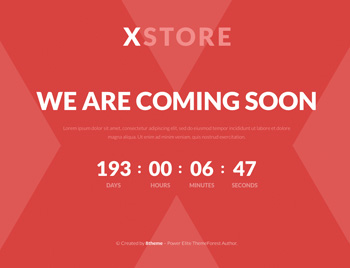 XSTORE
WE ARE COMING SOON
Lorem ipsum dolor sit amet, consectetur adipiscing elit, sed do eiusmod tempor incididunt ut labore et dolore
magna aliqua. Ut enim ad minim veniam, quis nostrud exercitation.
193 : 00 : 06 : 47
DAYS HOURS MINUTES SECONDS
© Created by 8theme - Power Elite ThemeForest Author.